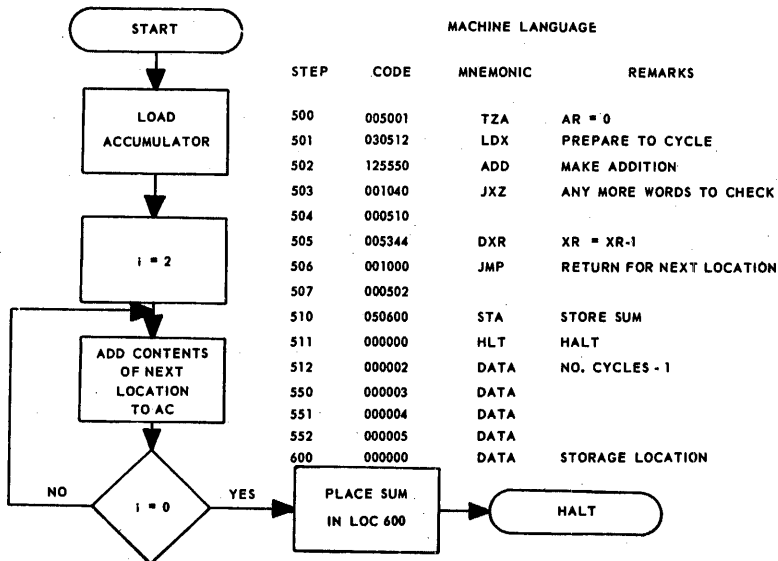 START
LOAD
ACCUMULATOR
i = 2
ADD CONTENTS
OF NEXT
LOCATION
TO AC
i = 0
NO
YES
PLACE SUM
IN LOC 600
HALT
MACHINE LANGUAGE
STEP CODE MNEMONIC REMARKS
500 005001 TZA AR = 0
501 030512 LDX PREPARE TO CYCLE
502 125550 ADD MAKE ADDITION
503 001040 JXZ ANY MORE WORDS TO CHECK
504 000510
505 005344 DXR XR = XR-1
506 001000 JMP RETURN FOR NEXT LOCATION
507 000502
510 050600 STA STORE SUM
511 000000 HLT HALT
512 000002 DATA NO. CYCLES - 1
550 000003 DATA
551 000004 DATA
552 000005 DATA
600 000000 DATA STORAGE LOCATION